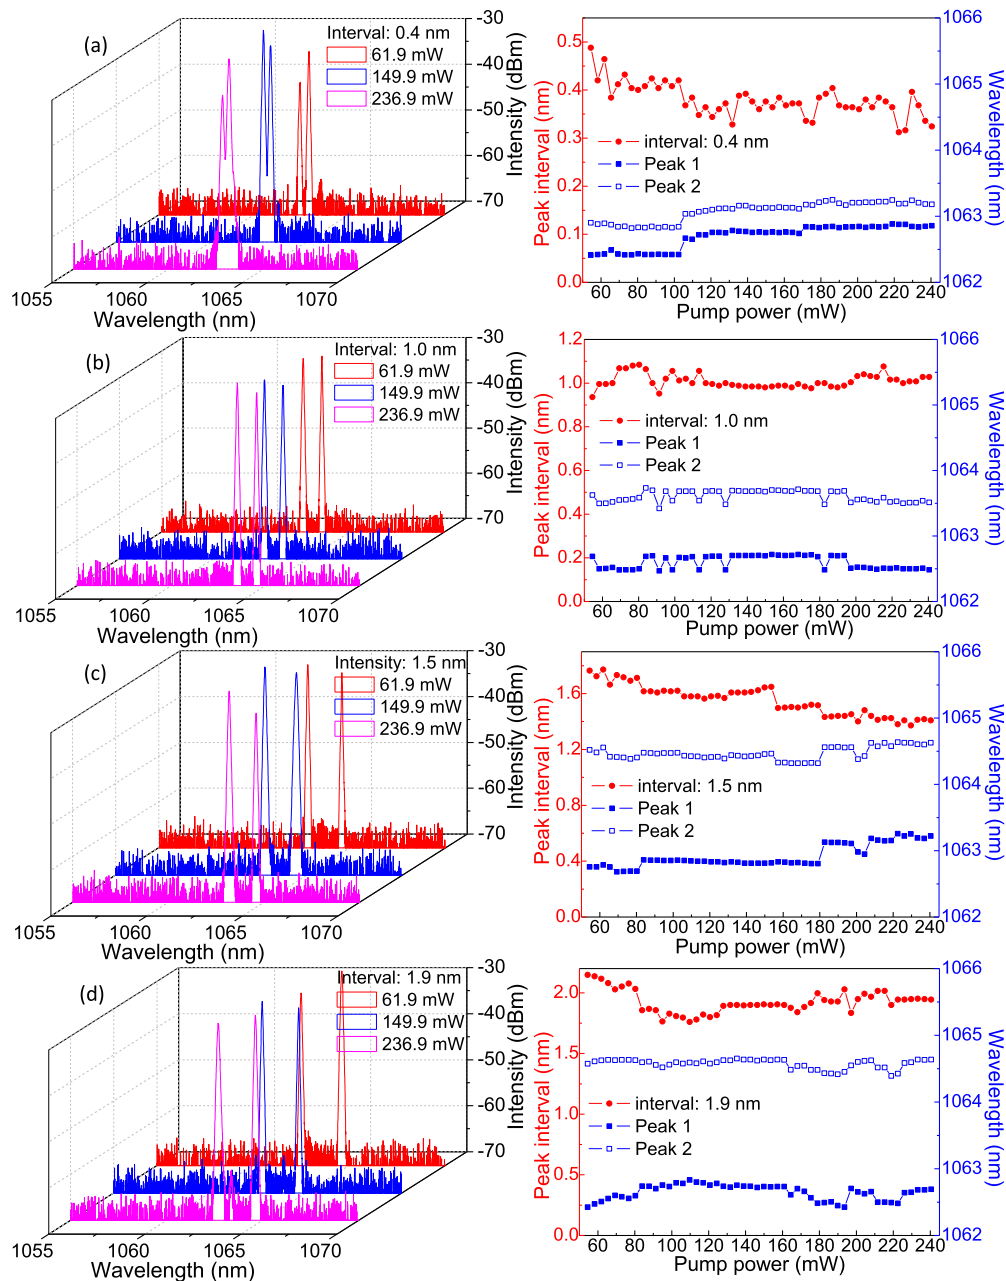 (a)
Interval: 0.4 nm
61.9 mW
149.9 mW
236.9 mW
-30
-40
-50
-60
-70
Intensity (dBm)
1055
1060
1065
1070
Wavelength (nm)
0.5
0.4
0.3
0.2
0.1
0.0
Peak interval (nm)
interval: 0.4 nm
Peak 1
Peak 2
1066
1065
1064
1063
1062
Wavelength (nm)
60 80 100 120 140 160 180 200 220 240
Pump power (mW)
(b)
Interval: 1.0 nm
61.9 mW
149.9 mW
236.9 mW
-30
-40
-50
-60
-70
Intensity (dBm)
1055
1060
1065
1070
Wavelength (nm)
1.2
1.0
0.8
0.6
0.4
0.2
0.0
Peak interval (nm)
interval: 1.0 nm
Peak 1
Peak 2
1066
1065
1064
1063
1062
Wavelength (nm)
60 80 100 120 140 160 180 200 220 240
Pump power (mW)
(c)
Intensity: 1.5 nm
61.9 mW
149.9 mW
236.9 mW
-30
-40
-50
-60
-70
Intensity (dBm)
1055
1060
1065
1070
Wavelength (nm)
1.6
1.2
0.8
0.4
0.0
Peak interval (nm)
interval: 1.5 nm
Peak 1
Peak 2
1066
1065
1064
1063
1062
Wavelength (nm)
60 80 100 120 140 160 180 200 220 240
Pump power (mW)
(d)
Interval: 1.9 nm
61.9 mW
149.9 mW
236.9 mW
-30
-40
-50
-60
-70
Intensity (dBm)
1055
1060
1065
1070
Wavelength (nm)
2.0
1.5
1.0
0.5
0.0
Peak interval (nm)
interval: 1.9 nm
Peak 1
Peak 2
1066
1065
1064
1063
1062
Wavelength (nm)
60 80 100 120 140 160 180 200 220 240
Pump power (mW)